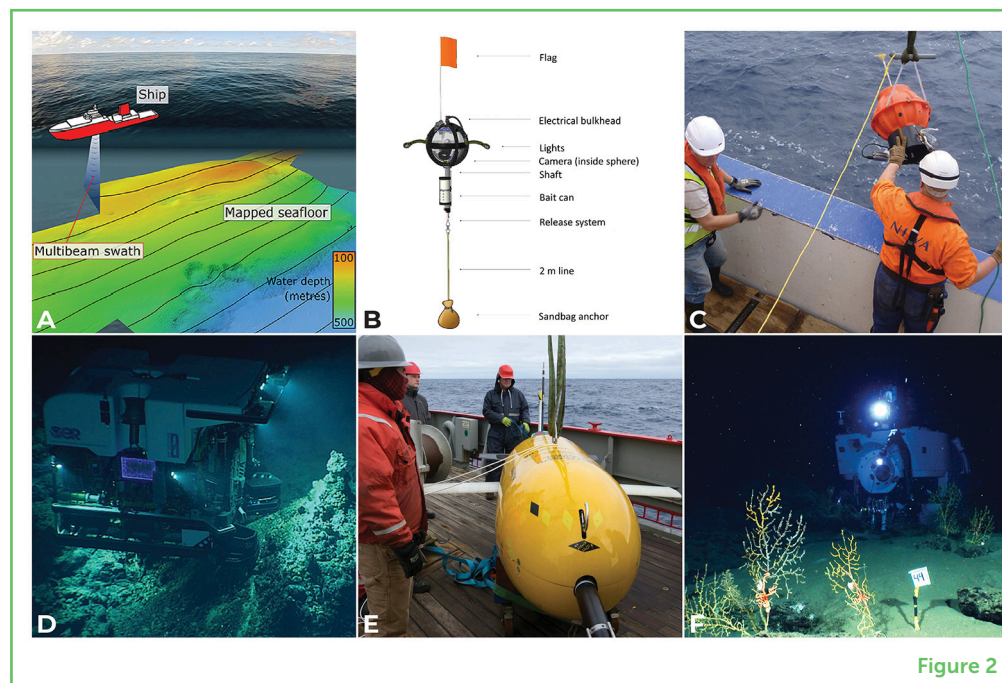 Ship
Multibeam swath
Mapped seafloor
Water depth
(metres)
100
500
A
Flag
Electrical bulkhead
Lights
Camera (inside sphere)
Shaft
Bait can
Release system
2 m line
Sandbag anchor
B
C
D
E
44
F
Figure 2